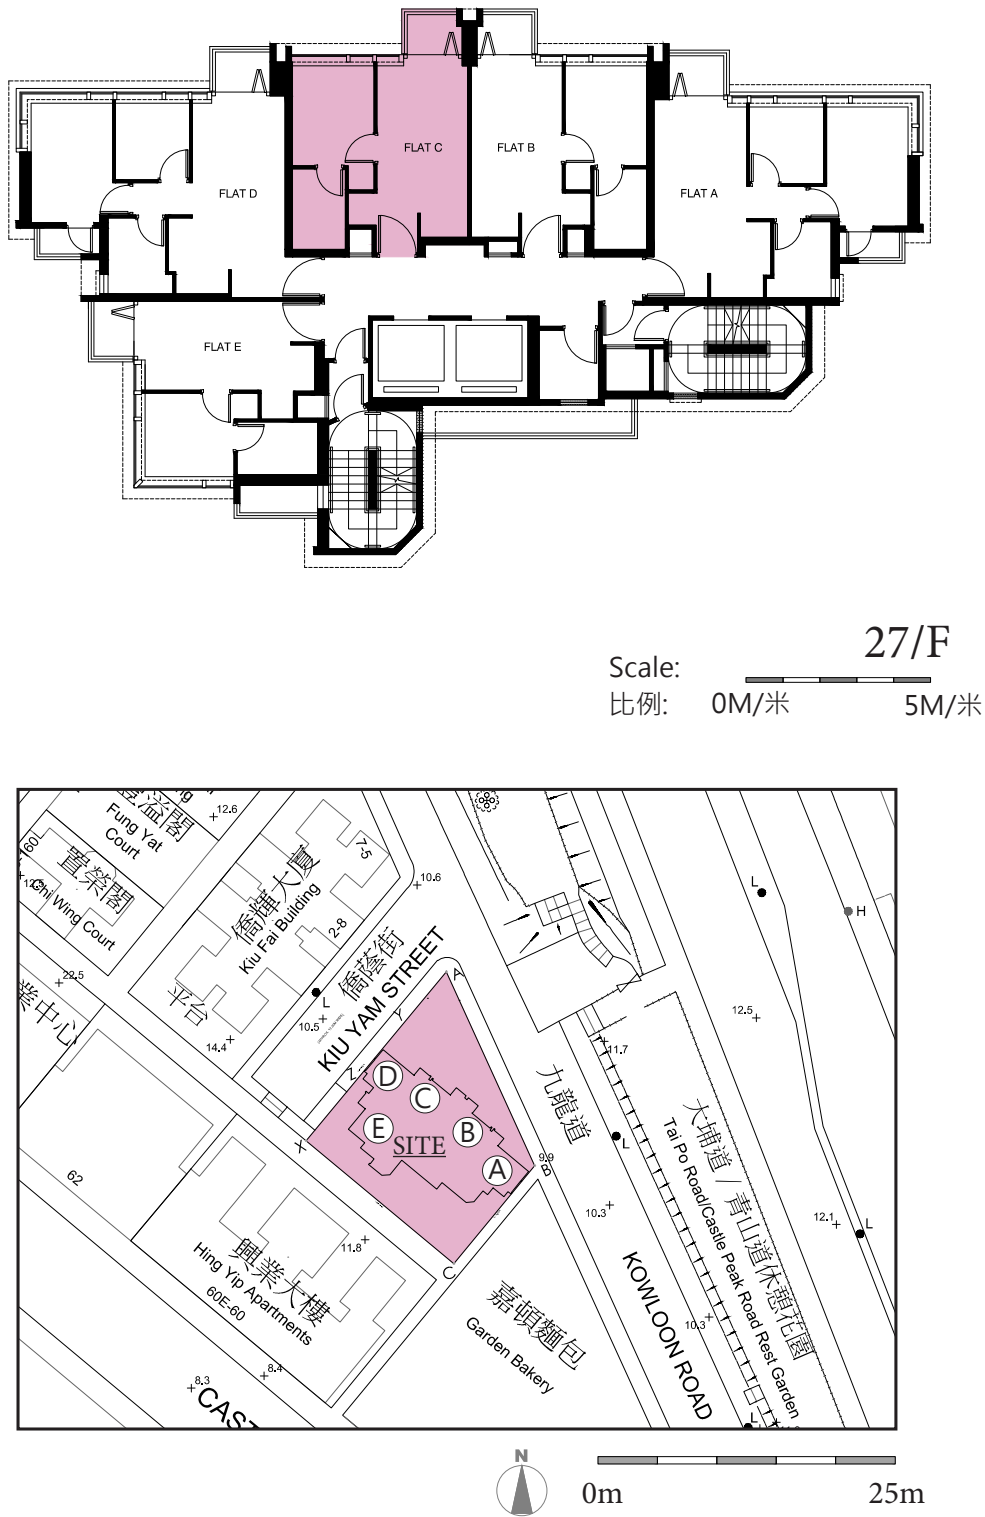 FLAT C
FLAT B
FLAT D
FLAT A
FLAT E
27/F
Scale:
比例:
0M/米
5M/米
豐溢閣
Fung Yat
Court
12.6
160
置榮閣
Chi Wing Court
僑輝大廈
Kiu Fai Building
7-5
2-8
10.6
平台
22.5
業中心
14.4
L
10.5
僑蔭街
KIU YAM STREET
A
Y
Z
X
D
C
E
B
A
SITE
9.9
B
C
62
11.8
興業大樓
Hing Yip Apartments
60E-60
8.3
8.4
CAST
嘉頓麵包
Garden Bakery
九龍道
KOWLOON ROAD
11.7
L
10.3
10.3
L
H
12.5
大埔道 / 青山道休憩花園
Tai Po Road/Castle Peak Road Rest Garden
12.1
L
L
N
0m
25m